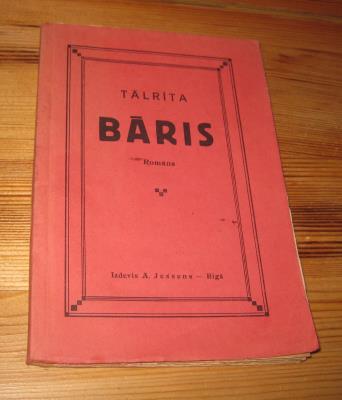 TĀLRĪTA
BĀRIS
Romāns
Izdevis A. Jessens — Rīgā